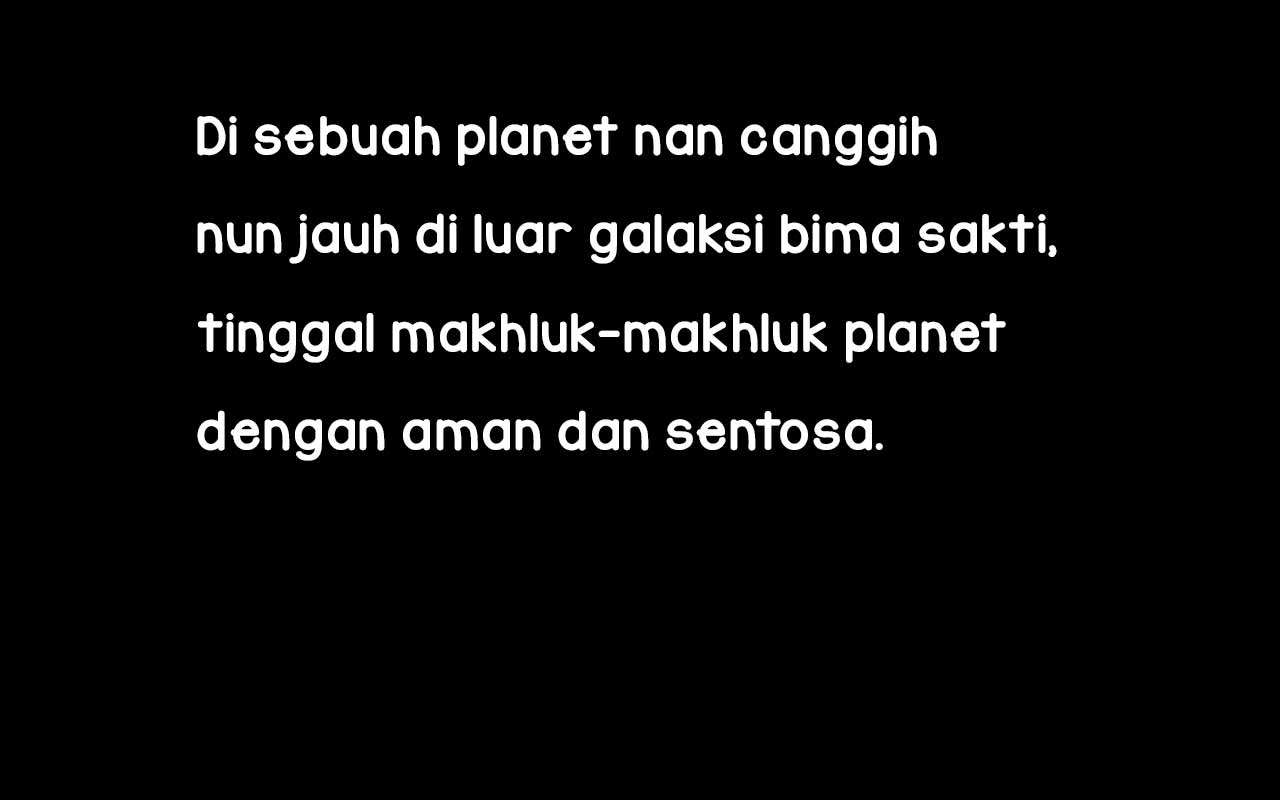 Di sebuah planet nan canggih
nun jauh di luar galaksi bima sakti,
tinggal makhluk-makhluk planet
dengan aman dan sentosa.